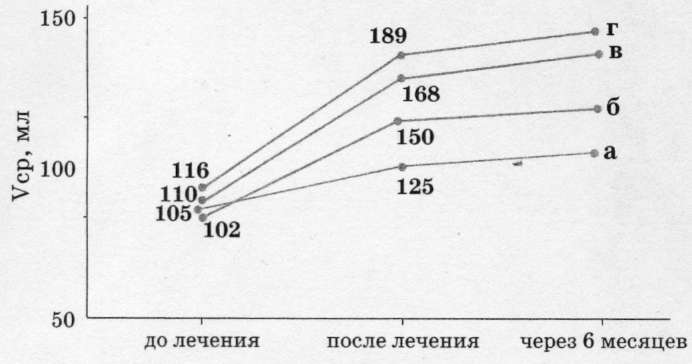 150
100
50
Vср, мл
116
110
105
102
189
168
150
125
г
в
б
а
до лечения
после лечения
через 6 месяцев